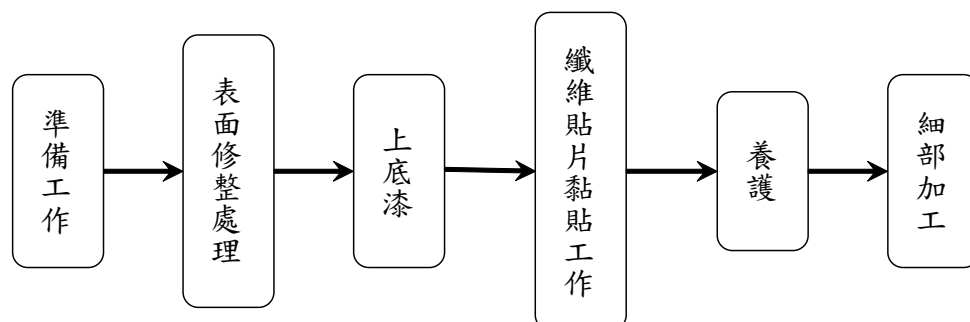 準備工作
表面修整處理
上底漆
纖維貼片黏貼工作
養護
細部加工